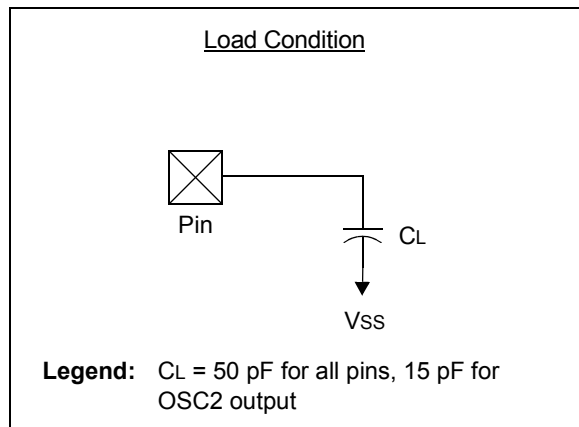 Load Condition
Pin
CL
VSS
Legend: CL = 50 pF for all pins, 15 pF for
OSC2 output